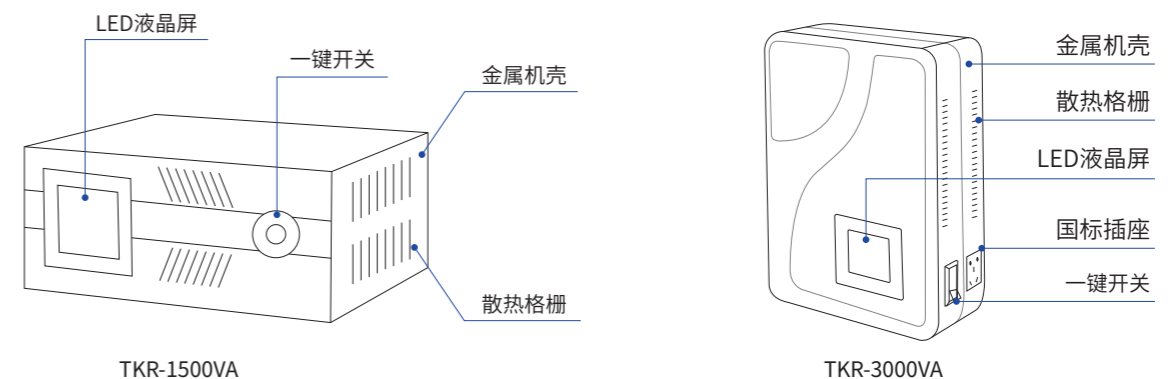 LED液晶屏
一键开关
金属机壳
散热格栅
TKR-1500VA
金属机壳
散热格栅
LED液晶屏
国标插座
一键开关
TKR-3000VA